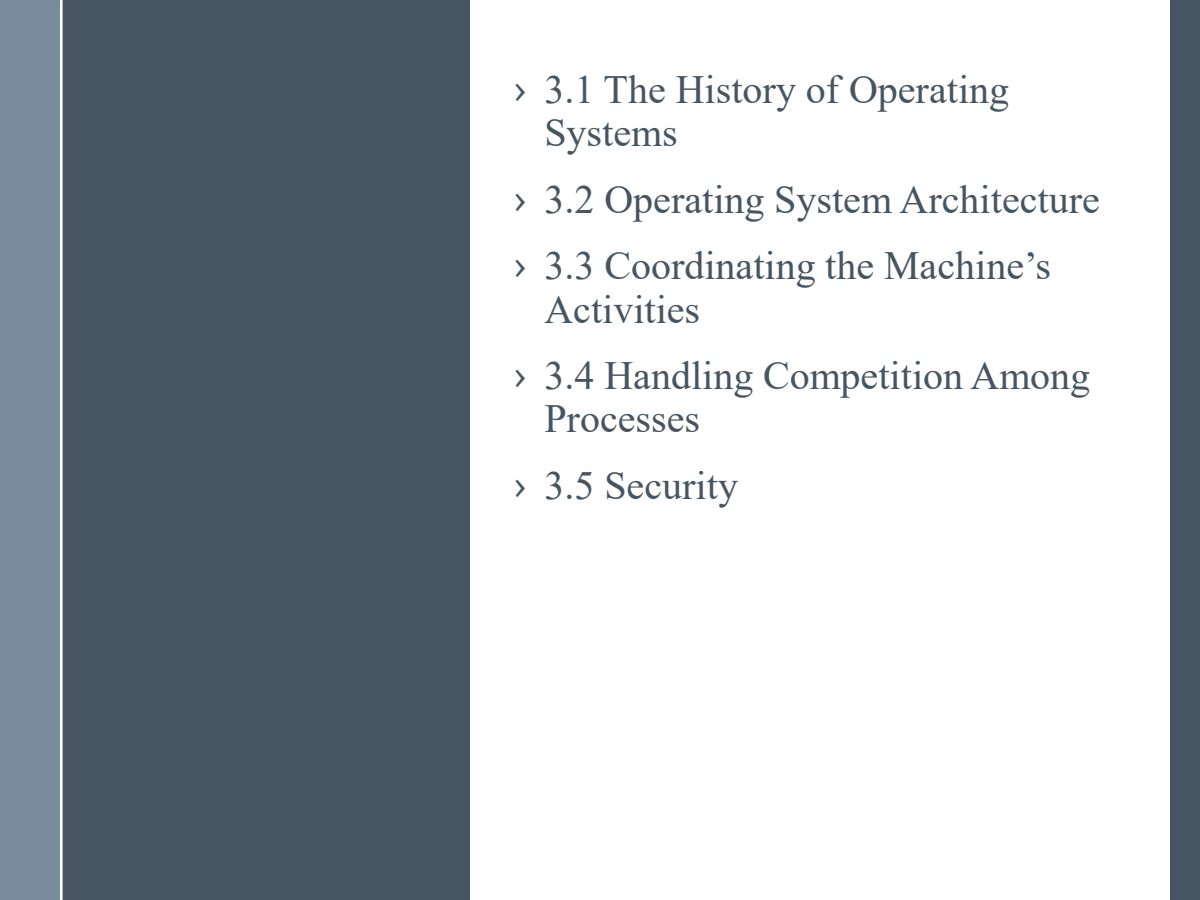 › 3.1 The History of Operating
Systems
› 3.2 Operating System Architecture
› 3.3 Coordinating the Machine’s
Activities
› 3.4 Handling Competition Among
Processes
› 3.5 Security